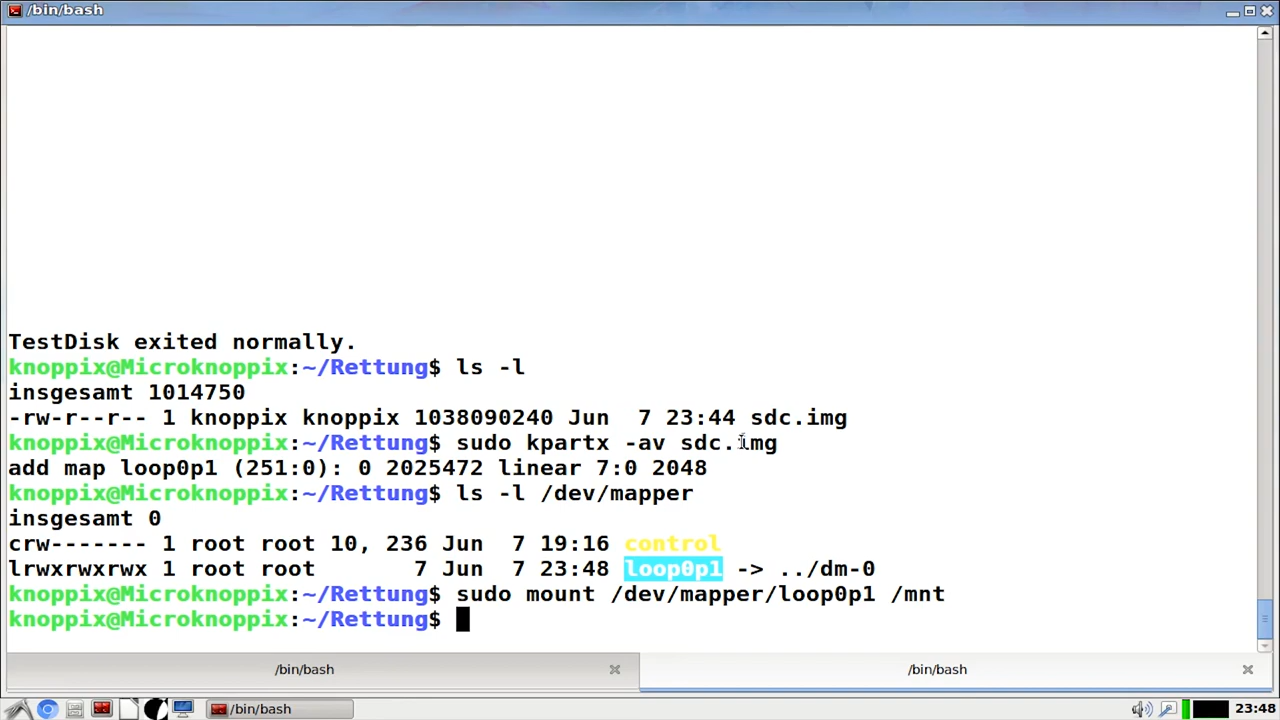 /bin/bash
TestDisk exited normally.
knoppix@Microknoppix:~/Rettung$ ls -l
insgesamt 1014750
-rw-r--r-- 1 knoppix knoppix 1038090240 Jun  7 23:44 sdc.img
knoppix@Microknoppix:~/Rettung$ sudo kpartx -av sdc.img
add map loop0p1 (251:0): 0 2025472 linear 7:0 2048
knoppix@Microknoppix:~/Rettung$ ls -l /dev/mapper
insgesamt 0
crw------- 1 root root 10, 236 Jun  7 19:16 control
lrwxrwxrwx 1 root root       7 Jun  7 23:48 loop0p1 -> ../dm-0
knoppix@Microknoppix:~/Rettung$ sudo mount /dev/mapper/loop0p1 /mnt
knoppix@Microknoppix:~/Rettung$
/bin/bash /bin/bash
/bin/bash 23:48